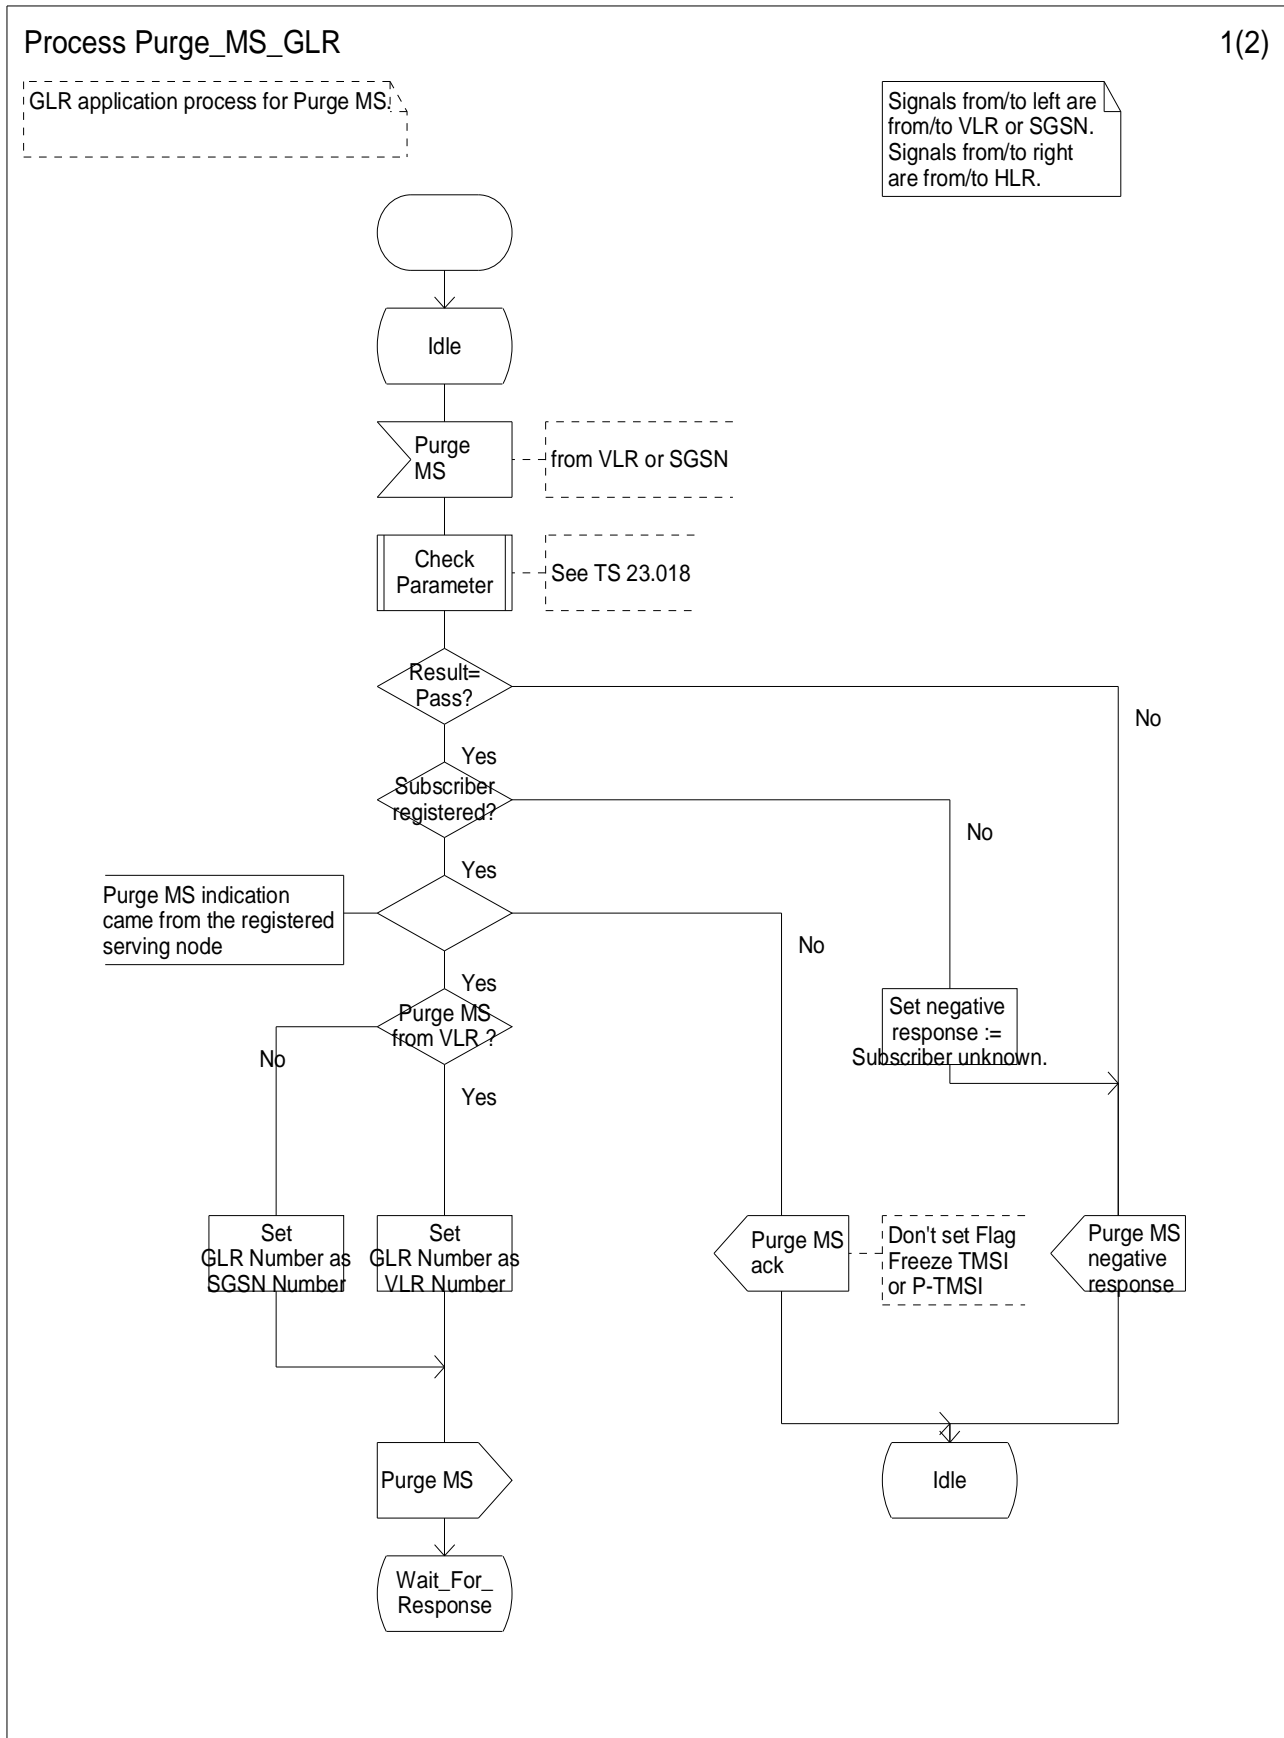 Process Purge_MS_GLR
1(2)
GLR application process for Purge MS.
Signals from/to left are
from/to VLR or SGSN.
Signals from/to right
are from/to HLR.
Idle
Purge
MS
from VLR or SGSN
Check
Parameter
See TS 23.018
Result=
Pass?
No
Yes
Subscriber
registered?
No
Yes
Purge MS indication
came from the registered
serving node
No
Yes
Purge MS
from VLR ?
No
Yes
Set negative
response :=
Subscriber unknown.
Set
GLR Number as
SGSN Number
Set
GLR Number as
VLR Number
Purge MS
ack
Don't set Flag
Freeze TMSI
or P-TMSI
Purge MS
negative
response
Purge MS
Idle
Wait_For_
Response